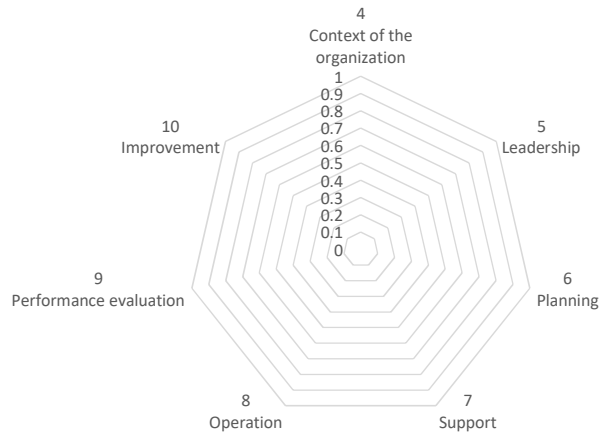 4
Context of the
organization
1
0.9
0.8
0.7
0.6
0.5
0.4
0.3
0.2
0.1
0
5
Leadership
6
Planning
7
Support
8
Operation
9
Performance evaluation
10
Improvement